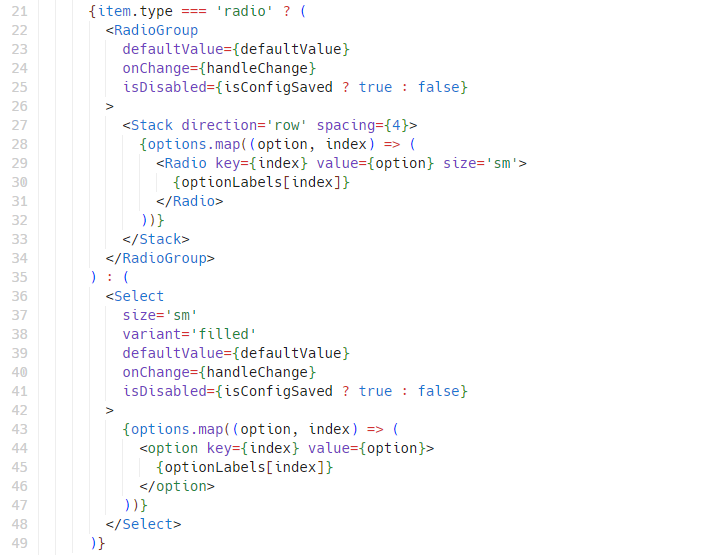 21 {item.type === 'radio' ? (
22 <RadioGroup
23 defaultValue={defaultValue}
24 onChange={handleChange}
25 isDisabled={isConfigSaved ? true : false}
26 >
27 <Stack direction='row' spacing={4}>
28 {options.map((option, index) => (
29 <Radio key={index} value={option} size='sm'>
30 {optionLabels[index]}
31 </Radio>
32 ))}
33 </Stack>
34 </RadioGroup>
35 ) : (
36 <Select
37 size='sm'
38 variant='filled'
39 defaultValue={defaultValue}
40 onChange={handleChange}
41 isDisabled={isConfigSaved ? true : false}
42 >
43 {options.map((option, index) => (
44 <option key={index} value={option}>
45 {optionLabels[index]}
46 </option>
47 ))}
48 </Select>
49 )}